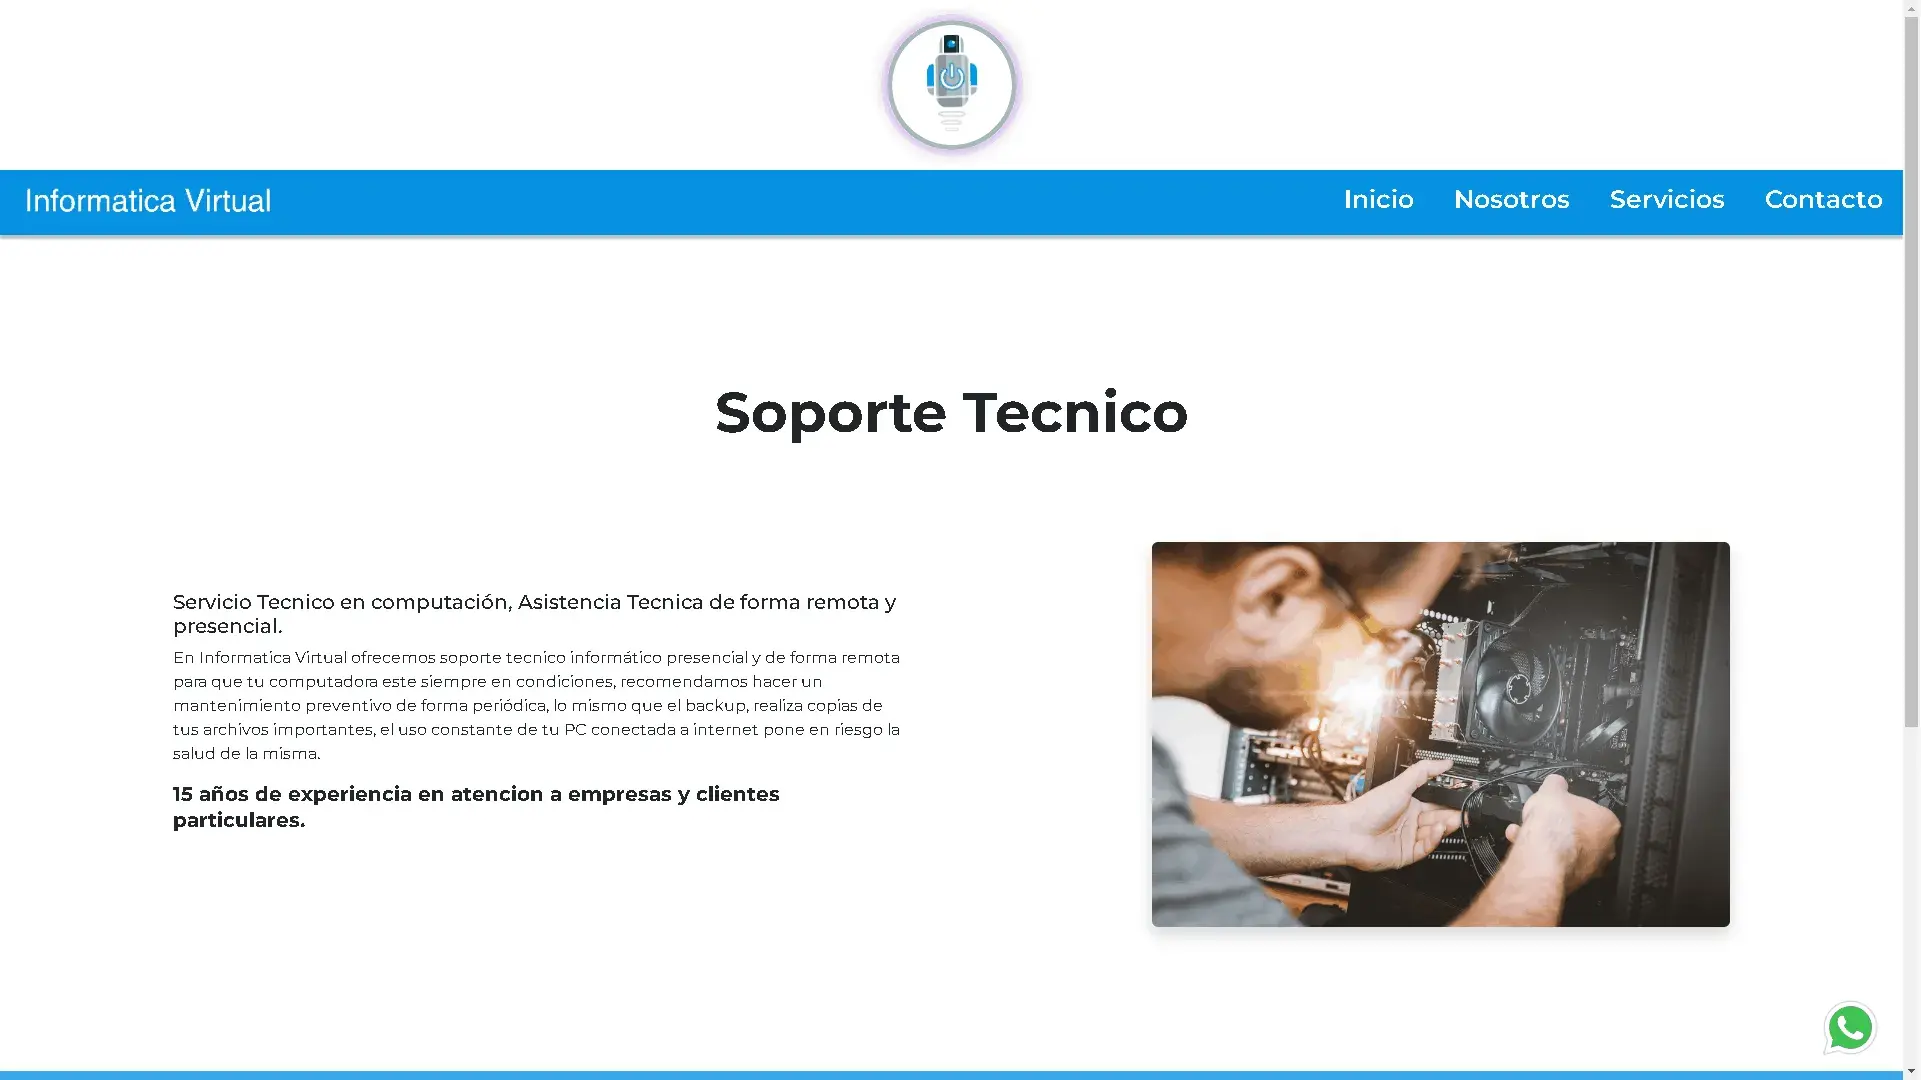 Informatica Virtual
Inicio
Nosotros
Servicios
Contacto
Soporte Tecnico
Servicio Tecnico en computación, Asistencia Tecnica de forma remota y
presencial.
En Informatica Virtual ofrecemos soporte tecnico informático presencial y de forma remota
para que tu computadora este siempre en condiciones, recomendamos hacer un
mantenimiento preventivo de forma periódica, lo mismo que el backup, realiza copias de
tus archivos importantes, el uso constante de tu PC conectada a internet pone en riesgo la
salud de la misma.
15 años de experiencia en atencion a empresas y clientes
particulares.